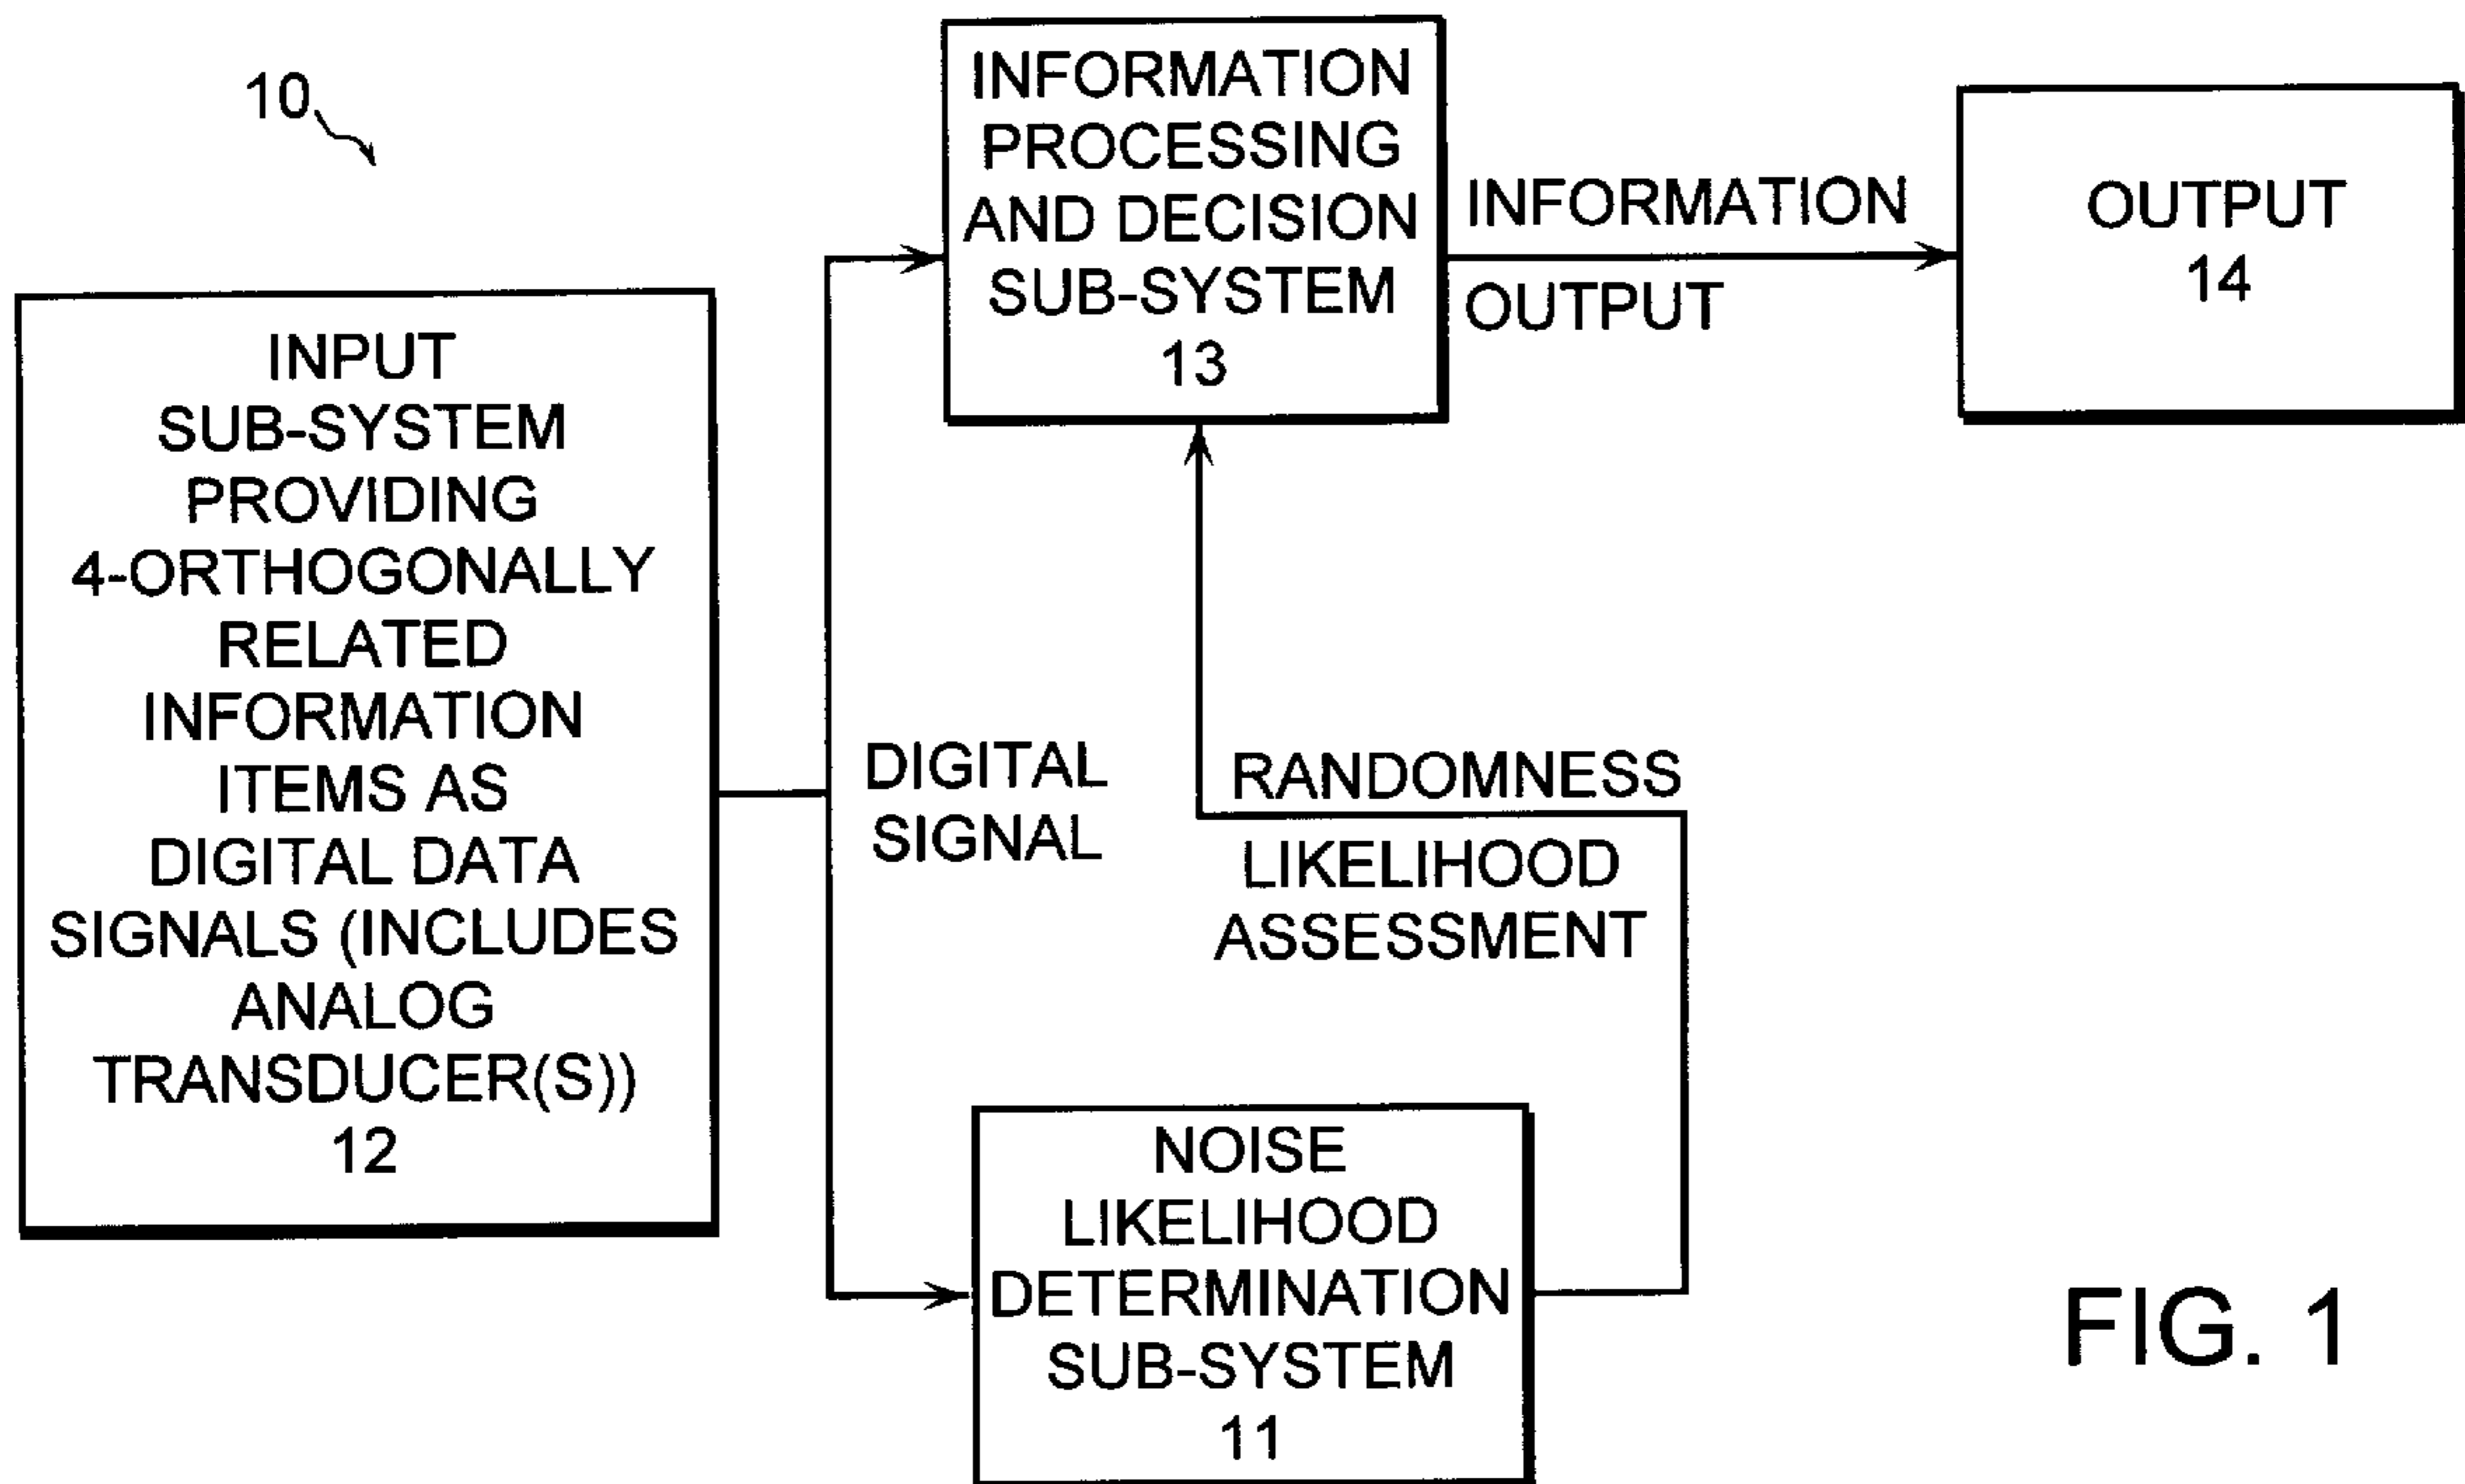 10
INPUT
SUB-SYSTEM
PROVIDING
4-ORTHOGONALLY
RELATED
INFORMATION
ITEMS AS
DIGITAL DATA
SIGNALS (INCLUDES
ANALOG
TRANSDUCER(S))
12
DIGITAL
SIGNAL
INFORMATION
PROCESSING
AND DECISION
SUB-SYSTEM
13
INFORMATION
OUTPUT
OUTPUT
14
RANDOMNESS
LIKELIHOOD
ASSESSMENT
NOISE
LIKELIHOOD
DETERMINATION
SUB-SYSTEM
11
FIG. 1